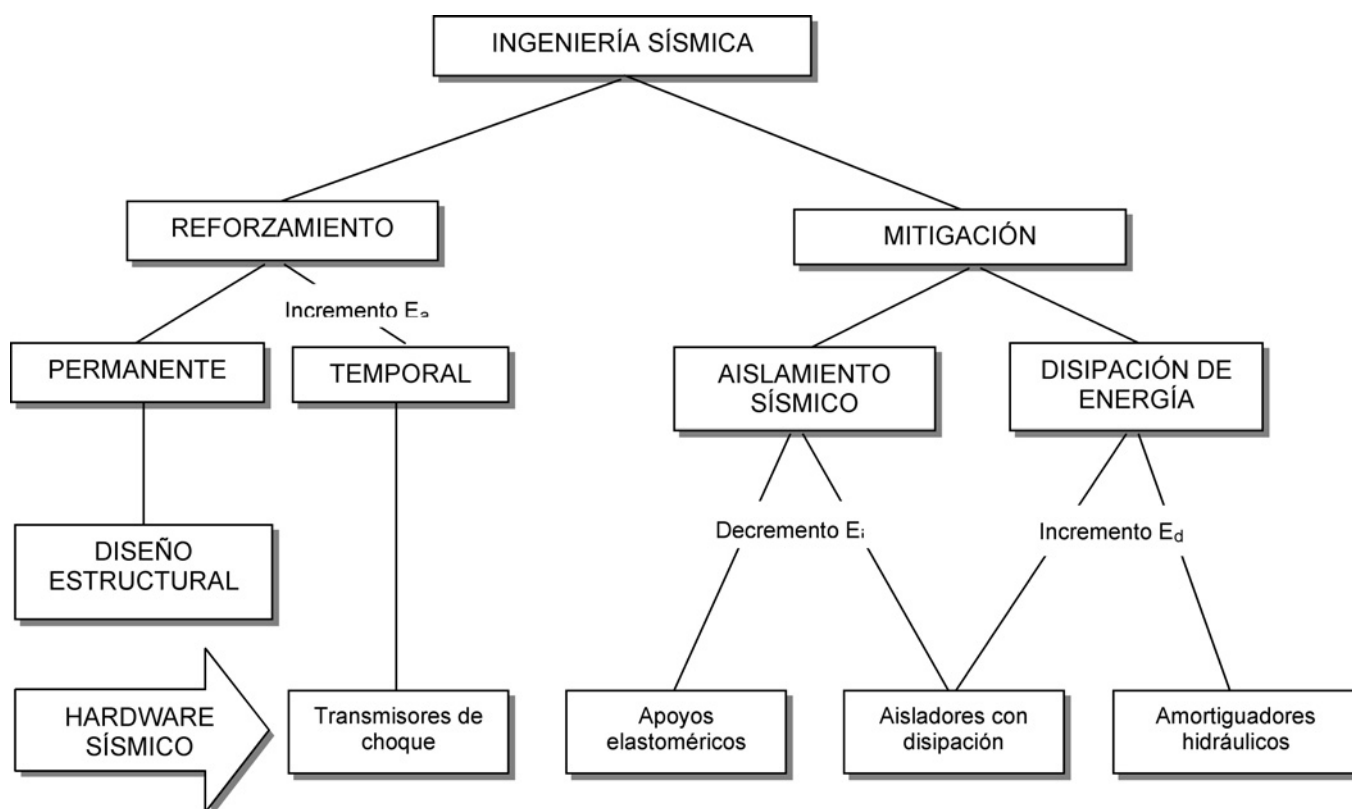 INGENIERÍA SÍSMICA
REFORZAMIENTO
MITIGACIÓN
Incremento Eₐ
PERMANENTE
TEMPORAL
AISLAMIENTO
SÍSMICO
DISIPACIÓN DE
ENERGÍA
Decremento Eᵢ
Incremento E_d
DISEÑO
ESTRUCTURAL
HARDWARE
SÍSMICO
Transmisores de
choque
Apoyos
elastoméricos
Aisladores con
disipación
Amortiguadores
hidráulicos